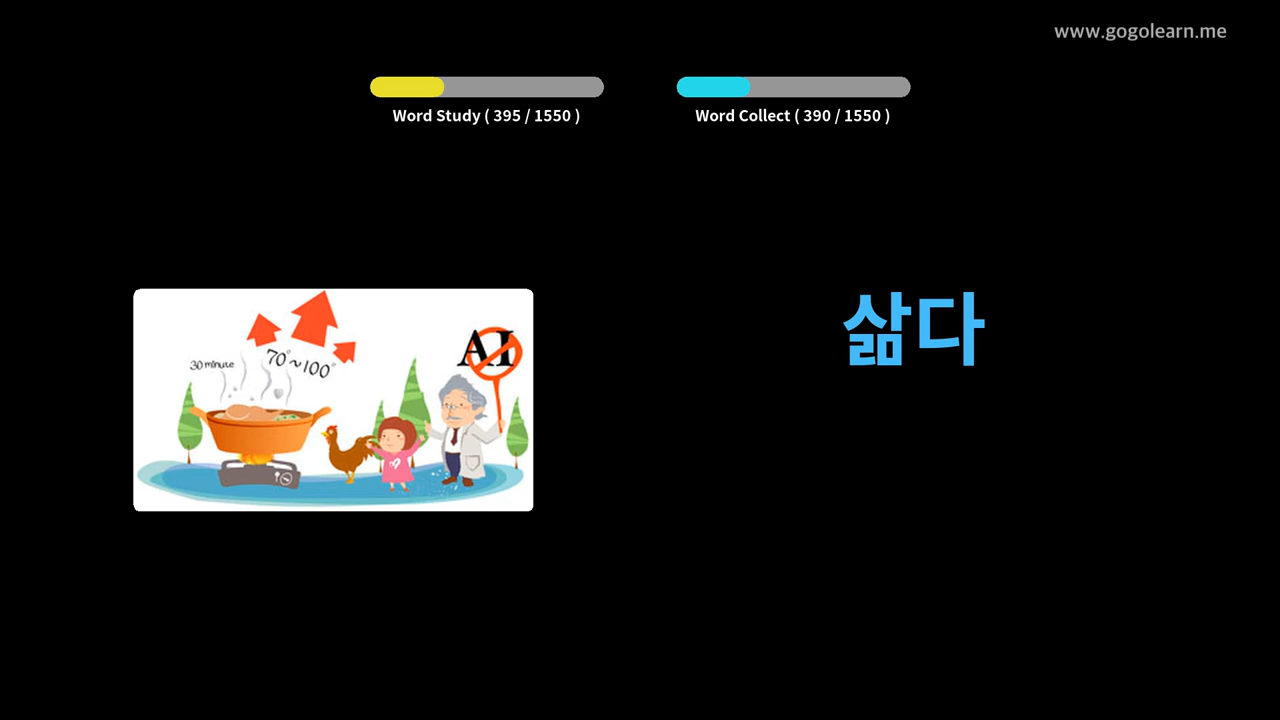 www.gogolearn.me
Word Study ( 395 / 1550 )
Word Collect ( 390 / 1550 )
30 minute
70°~100°
AI
삶다